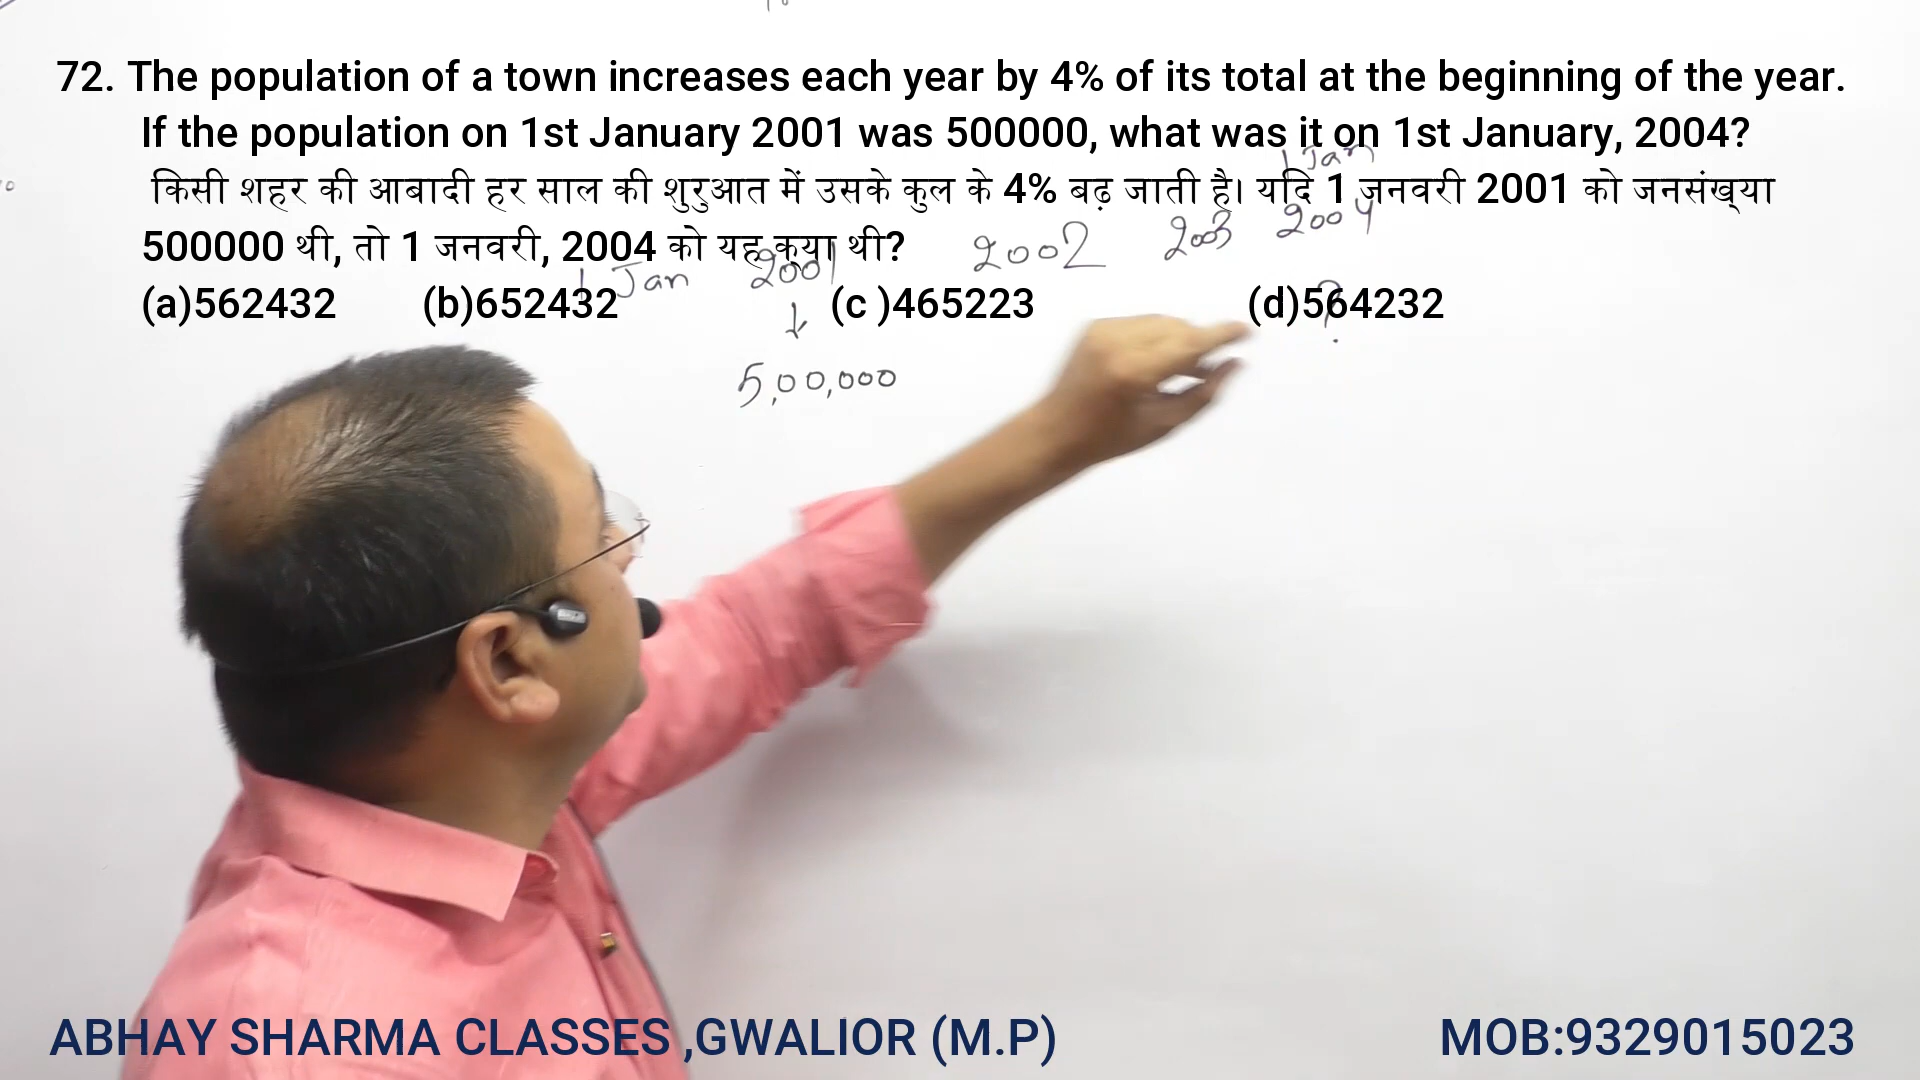 72. The population of a town increases each year by 4% of its total at the beginning of the year.
If the population on 1st January 2001 was 500000, what was it on 1st January, 2004?
1 Jan
किसी शहर की आबादी हर साल की शुरुआत में उसके कुल के 4% बढ़ जाती है। यदि 1 जनवरी 2001 को जनसंख्या
500000 थी, तो 1 जनवरी, 2004 को यह क्या थी?
2002 2003 2004
1 Jan 2001
(a)562432 (b)652432 (c )465223 (d)564232
?
5,00,000
ABHAY SHARMA CLASSES ,GWALIOR (M.P) MOB:9329015023